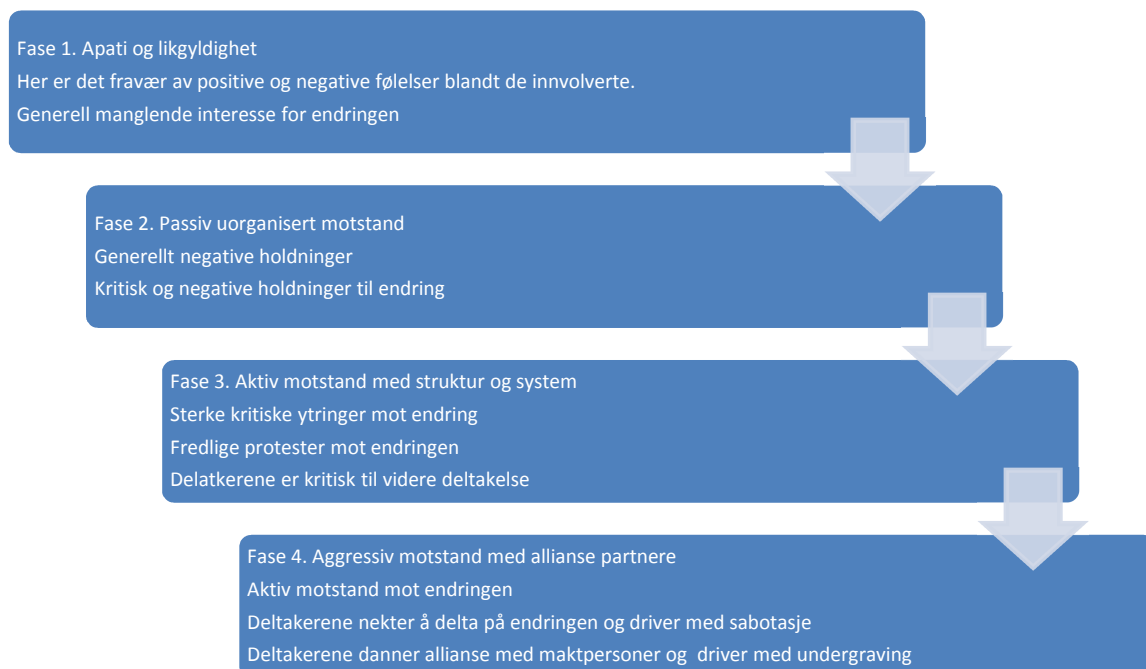 Fase 1. Apati og likgyldighet
Her er det fravær av positive og negative følelser blandt de innvolverte.
Generell manglende interesse for endringen
Fase 2. Passiv uorganisert motstand
Generellt negative holdninger
Kritisk og negative holdninger til endring
Fase 3. Aktiv motstand med struktur og system
Sterke kritiske ytringer mot endring
Fredlige protester mot endringen
Delatkerene er kritisk til videre deltakelse
Fase 4. Aggressiv motstand med allianse partnere
Aktiv motstand mot endringen
Deltakerene nekter å delta på endringen og driver med sabotasje
Deltakerene danner allianse med maktpersoner og driver med undergraving